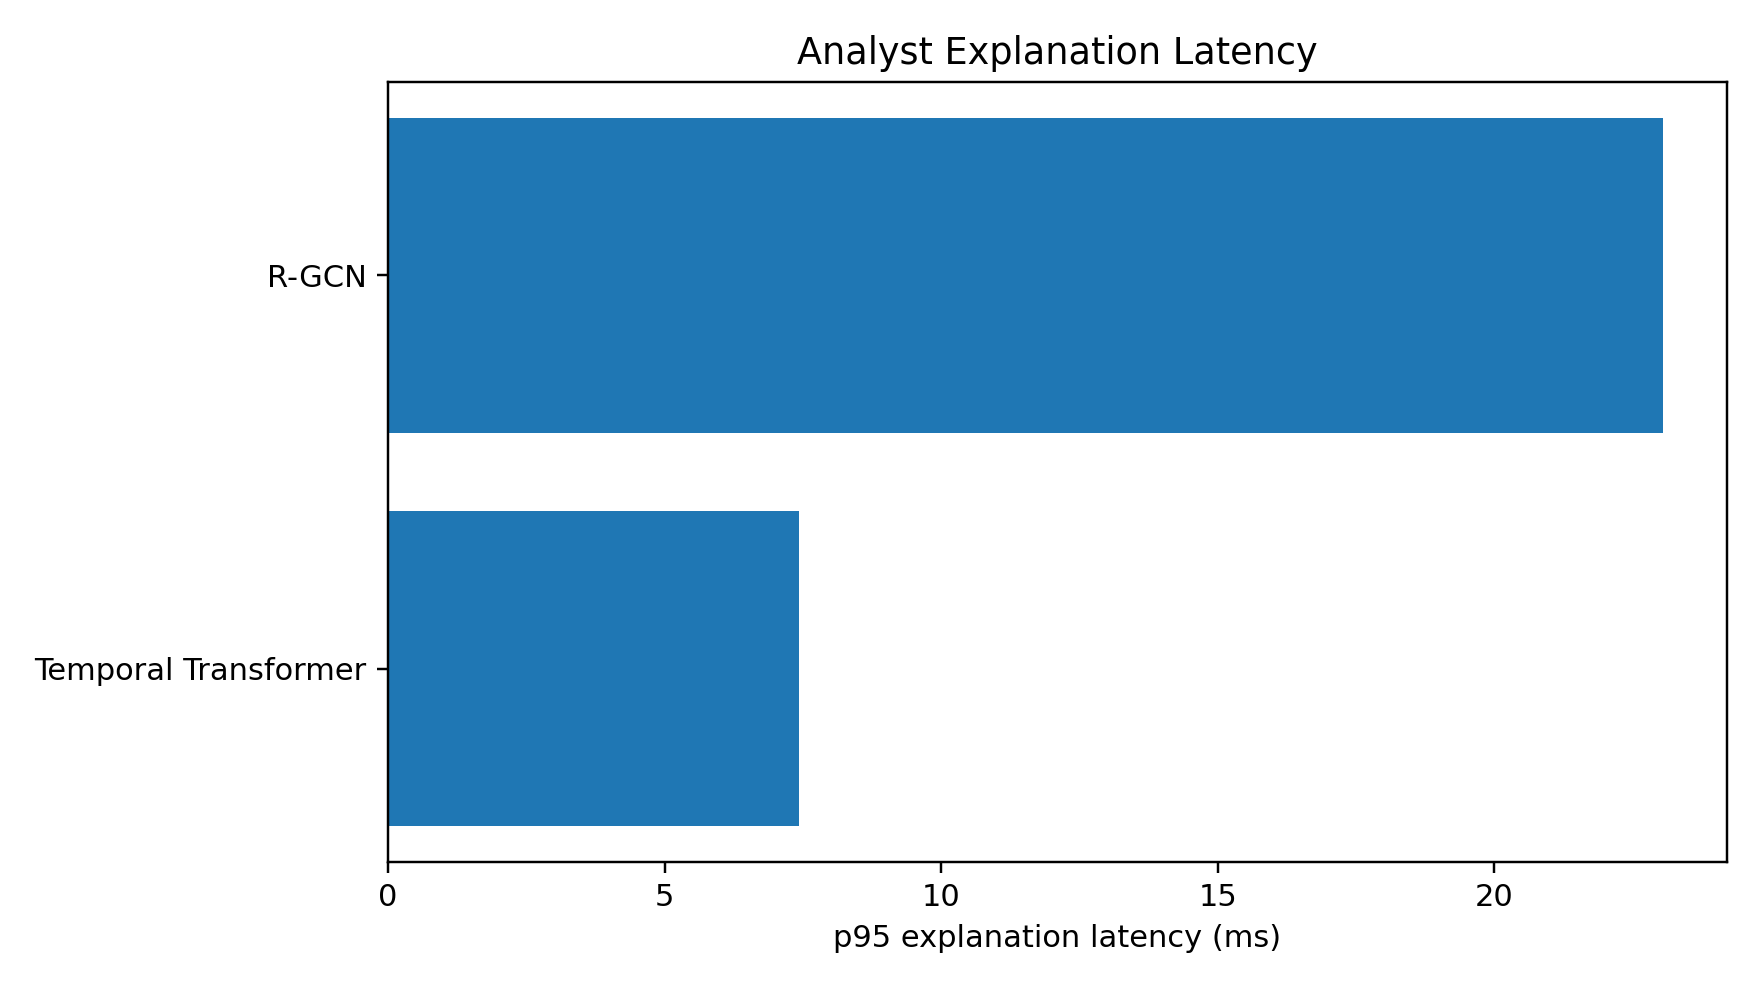 Analyst Explanation Latency
R-GCN
Temporal Transformer
0 5 10 15 20
p95 explanation latency (ms)